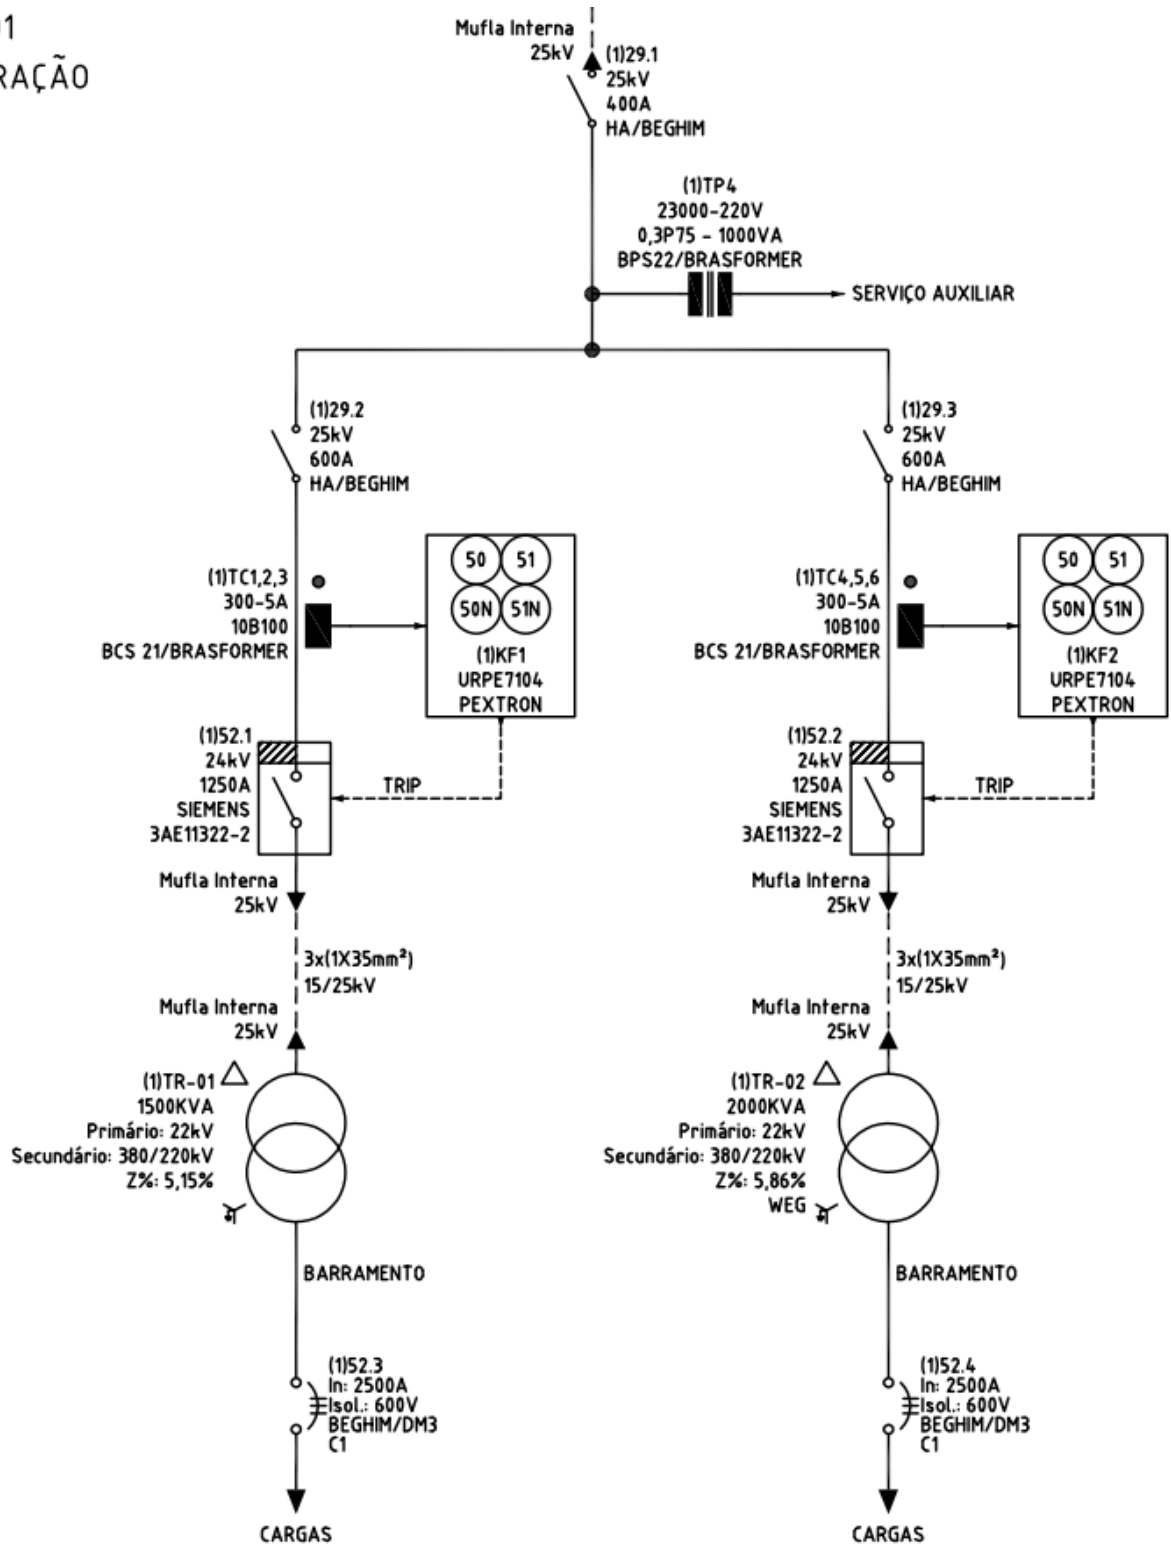 01
RAÇÃO
Mufla Interna
25kV
(1)29.1
25kV
400A
HA/BEGHIM
(1)TP4
23000-220V
0,3P75 - 1000VA
BPS22/BRASFORMER
SERVIÇO AUXILIAR
(1)29.2
25kV
600A
HA/BEGHIM
(1)29.3
25kV
600A
HA/BEGHIM
(1)TC1,2,3
300-5A
10B100
BCS 21/BRASFORMER
50 51
50N 51N
(1)KF1
URPE7104
PEXTRON
(1)TC4,5,6
300-5A
10B100
BCS 21/BRASFORMER
50 51
50N 51N
(1)KF2
URPE7104
PEXTRON
(1)52.1
24kV
1250A
SIEMENS
3AE11322-2
TRIP
(1)52.2
24kV
1250A
SIEMENS
3AE11322-2
TRIP
Mufla Interna
25kV
3x(1X35mm²)
15/25kV
Mufla Interna
25kV
Mufla Interna
25kV
3x(1X35mm²)
15/25kV
Mufla Interna
25kV
(1)TR-01
1500KVA
Primário: 22kV
Secundário: 380/220kV
Z%: 5,15%
(1)TR-02
2000KVA
Primário: 22kV
Secundário: 380/220kV
Z%: 5,86%
WEG
BARRAMENTO
BARRAMENTO
(1)52.3
In: 2500A
Isol.: 600V
BEGHIM/DM3
C1
(1)52.4
In: 2500A
Isol.: 600V
BEGHIM/DM3
C1
CARGAS
CARGAS